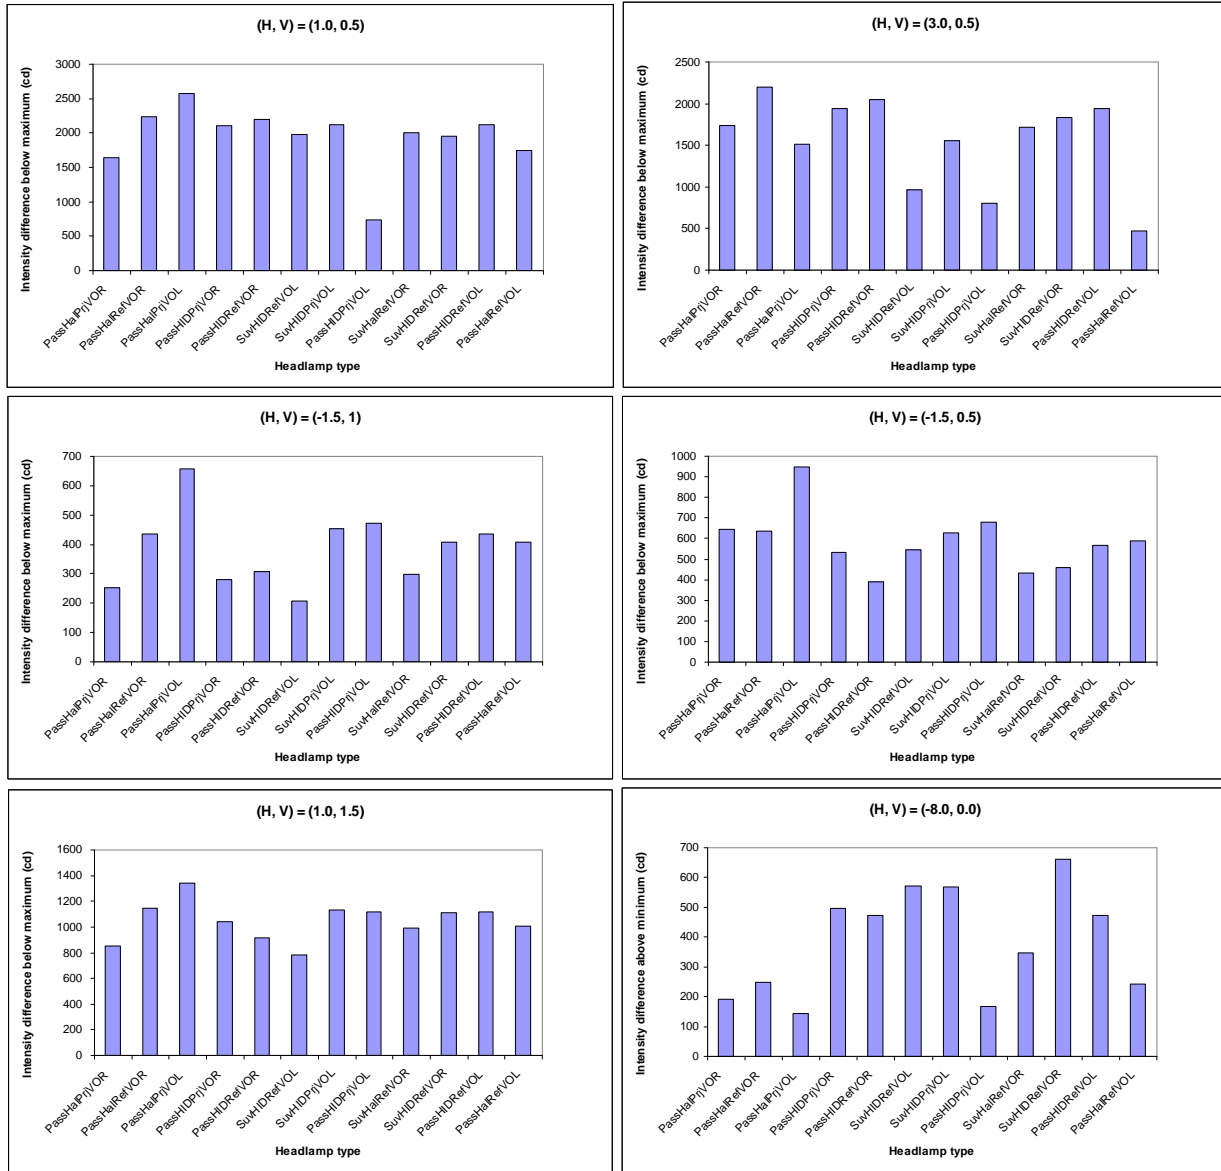 (H, V) = (1.0, 0.5)
Intensity difference below maximum (cd)
3000
2500
2000
1500
1000
500
0
PassHalPrjVOR
PassHalRefVOR
PassHalPrjVOL
PassHIDPrjVOR
PassHIDRefVOR
SuvHIDRefVOL
SuvHIDPrjVOL
PassHIDPrjVOL
SuvHalRefVOR
SuvHIDRefVOR
PassHIDRefVOL
PassHalRefVOL
Headlamp type
(H, V) = (3.0, 0.5)
Intensity difference below maximum (cd)
2500
2000
1500
1000
500
0
PassHalPrjVOR
PassHalRefVOR
PassHalPrjVOL
PassHIDPrjVOR
PassHIDRefVOR
SuvHIDRefVOL
SuvHIDPrjVOL
PassHIDPrjVOL
SuvHalRefVOR
SuvHIDRefVOR
PassHIDRefVOL
PassHalRefVOL
Headlamp type
(H, V) = (-1.5, 1)
Intensity difference below maximum (cd)
700
600
500
400
300
200
100
0
PassHalPrjVOR
PassHalRefVOR
PassHalPrjVOL
PassHIDPrjVOR
PassHIDRefVOR
SuvHIDRefVOL
SuvHIDPrjVOL
PassHIDPrjVOL
SuvHalRefVOR
SuvHIDRefVOR
PassHIDRefVOL
PassHalRefVOL
Headlamp type
(H, V) = (-1.5, 0.5)
Intensity difference below maximum (cd)
1000
900
800
700
600
500
400
300
200
100
0
PassHalPrjVOR
PassHalRefVOR
PassHalPrjVOL
PassHIDPrjVOR
PassHIDRefVOR
SuvHIDRefVOL
SuvHIDPrjVOL
PassHIDPrjVOL
SuvHalRefVOR
SuvHIDRefVOR
PassHIDRefVOL
PassHalRefVOL
Headlamp type
(H, V) = (1.0, 1.5)
Intensity difference below maximum (cd)
1600
1400
1200
1000
800
600
400
200
0
PassHalPrjVOR
PassHalRefVOR
PassHalPrjVOL
PassHIDPrjVOR
PassHIDRefVOR
SuvHIDRefVOL
SuvHIDPrjVOL
PassHIDPrjVOL
SuvHalRefVOR
SuvHIDRefVOR
PassHIDRefVOL
PassHalRefVOL
Headlamp type
(H, V) = (-8.0, 0.0)
Intensity difference above minimum (cd)
700
600
500
400
300
200
100
0
PassHalPrjVOR
PassHalRefVOR
PassHalPrjVOL
PassHIDPrjVOR
PassHIDRefVOR
SuvHIDRefVOL
SuvHIDPrjVOL
PassHIDPrjVOL
SuvHalRefVOR
SuvHIDRefVOR
PassHIDRefVOL
PassHalRefVOL
Headlamp type